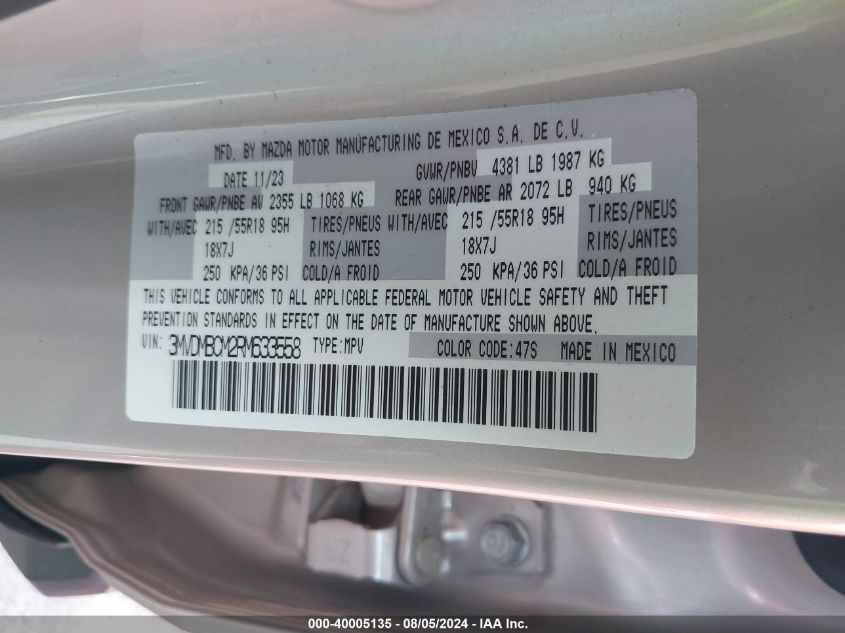 MFD. BY MAZDA MOTOR MANUFACTURING DE MEXICO S.A. DE C.V.
DATE 11/23 GVWR/PNBV 4381 LB 1987 KG
FRONT GAWR/PNBE AV 2355 LB 1068 KG REAR GAWR/PNBE AR 2072 LB 940 KG
WITH/AVEC 215 /55R18 95H TIRES/PNEUS WITH/AVEC 215 /55R18 95H TIRES/PNEUS
18X7J RIMS/JANTES 18X7J RIMS/JANTES
250 KPA/36 PSI COLD/A FROID 250 KPA/36 PSI COLD/A FROID
THIS VEHICLE CONFORMS TO ALL APPLICABLE FEDERAL MOTOR VEHICLE SAFETY AND THEFT
PREVENTION STANDARDS IN EFFECT ON THE DATE OF MANUFACTURE SHOWN ABOVE.
VIN: 3MVDMBCM2RM633558 TYPE:MPV COLOR CODE:47S MADE IN MEXICO
000-40005135 - 08/05/2024 - IAA Inc.